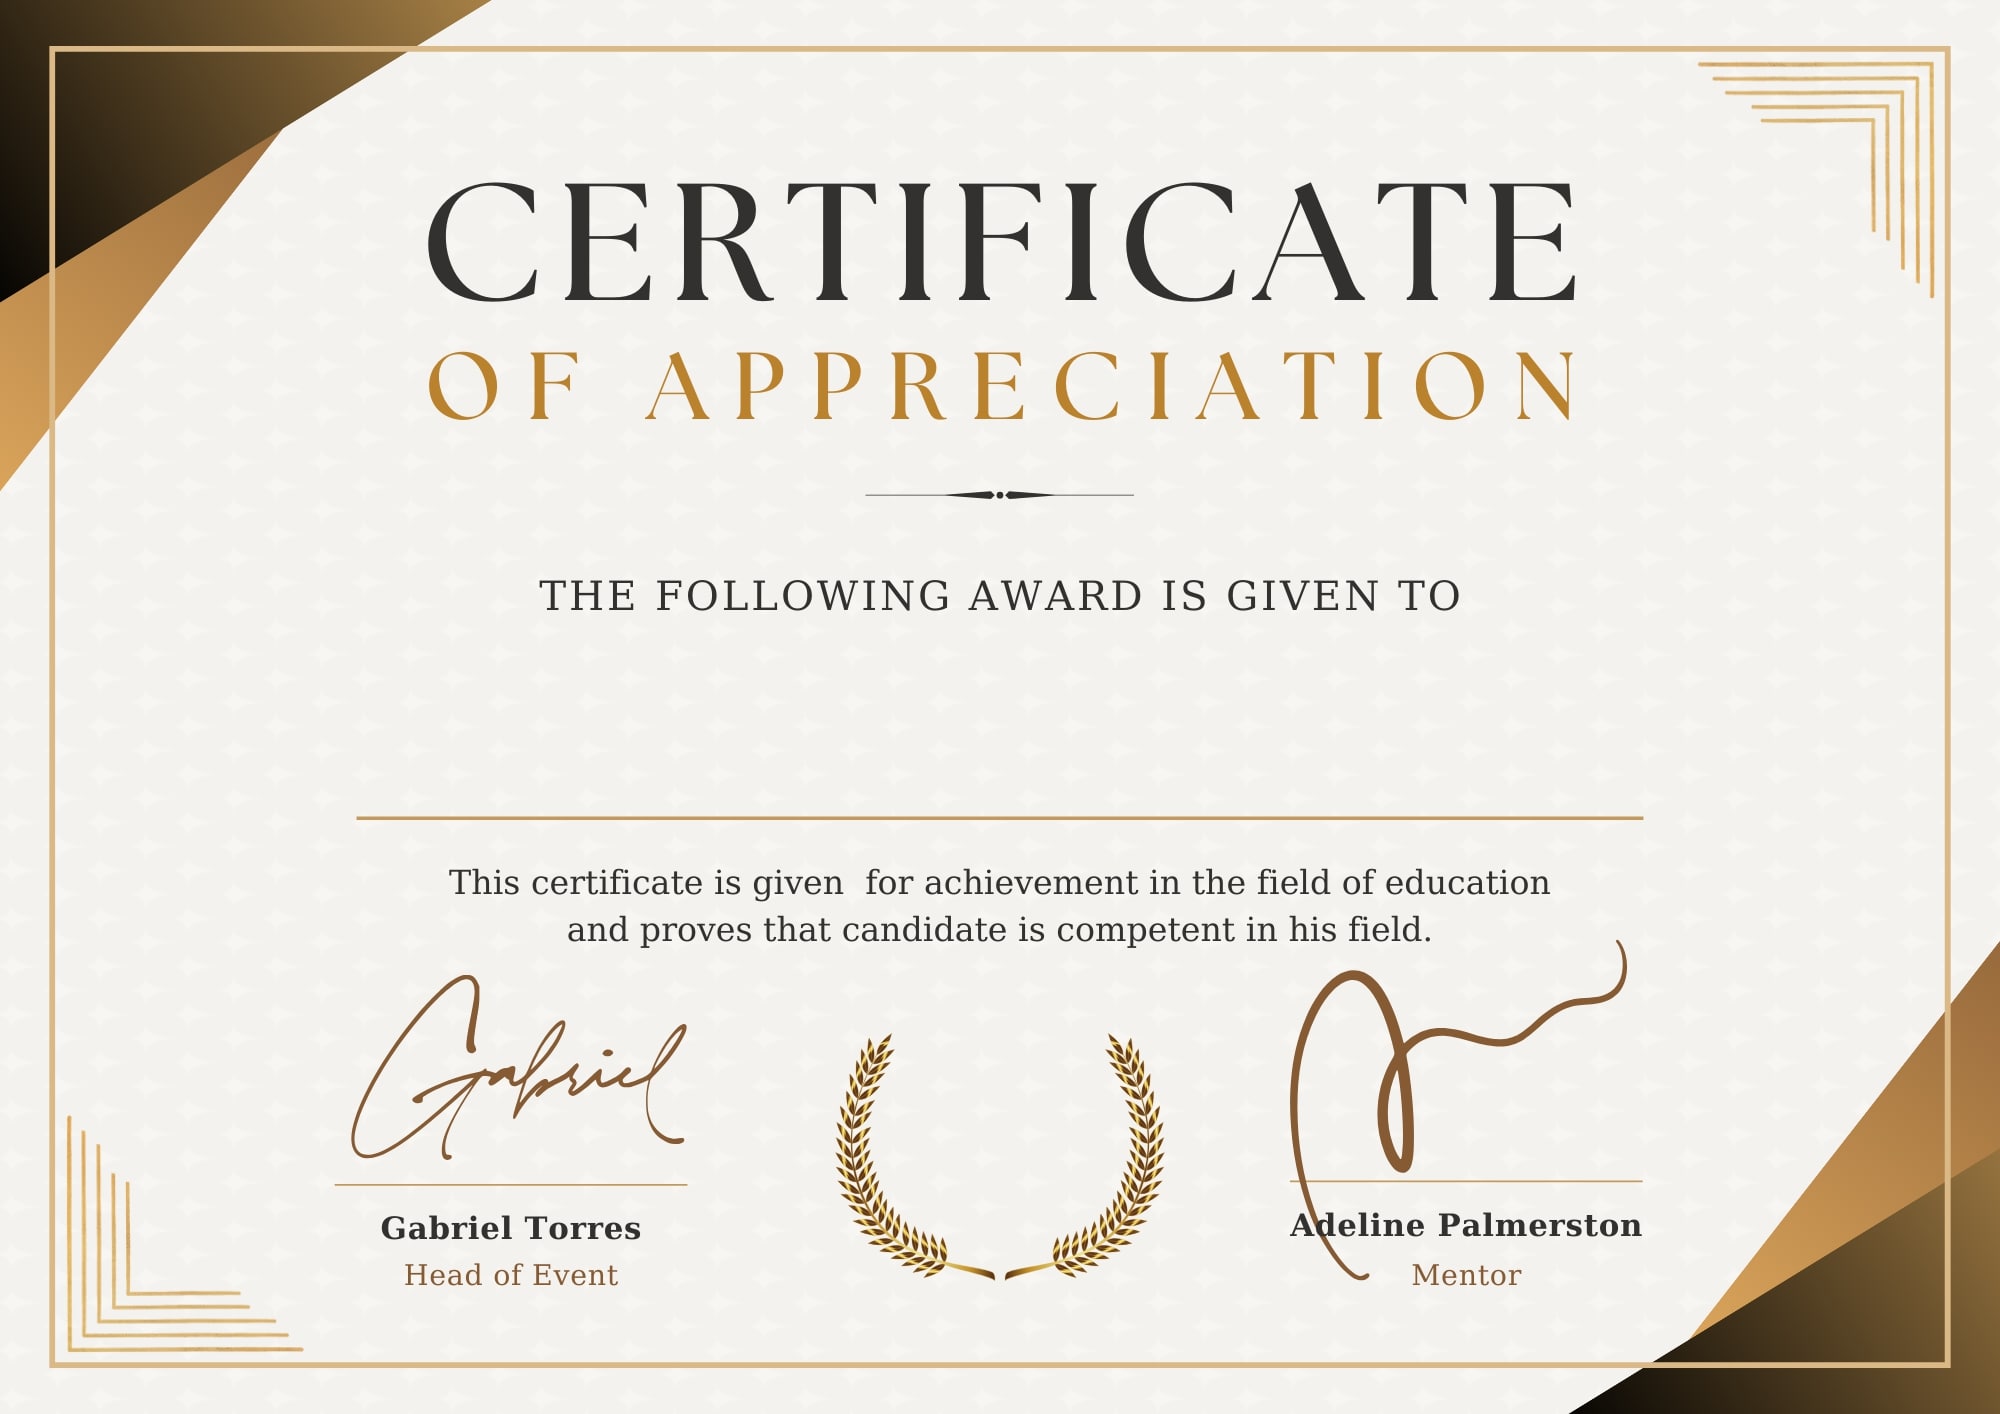 CERTIFICATE
OF APPRECIATION
THE FOLLOWING AWARD IS GIVEN TO
This certificate is given  for achievement in the field of education
and proves that candidate is competent in his field.
Gabriel
Gabriel Torres
Head of Event
Adeline Palmerston
Mentor